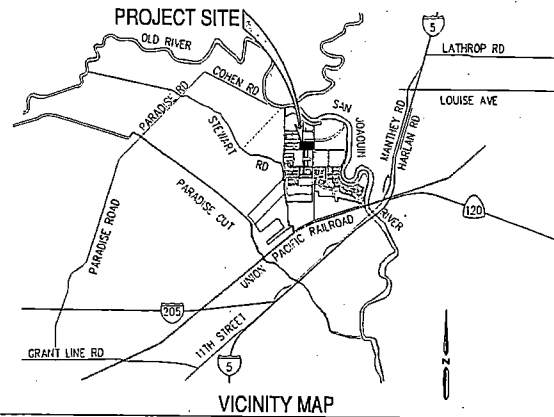 PROJECT SITE
5
OLD RIVER
LATHROP RD
COHEN RD
PARADISE RD
LOUISE AVE
SAN JOAQUIN RIVER
MANTHEY RD
HARLAN RD
STEWART RD
PARADISE CUT
PARADISE ROAD
120
UNION PACIFIC RAILROAD
205
11TH STREET
GRANT LINE RD
5
N
VICINITY MAP